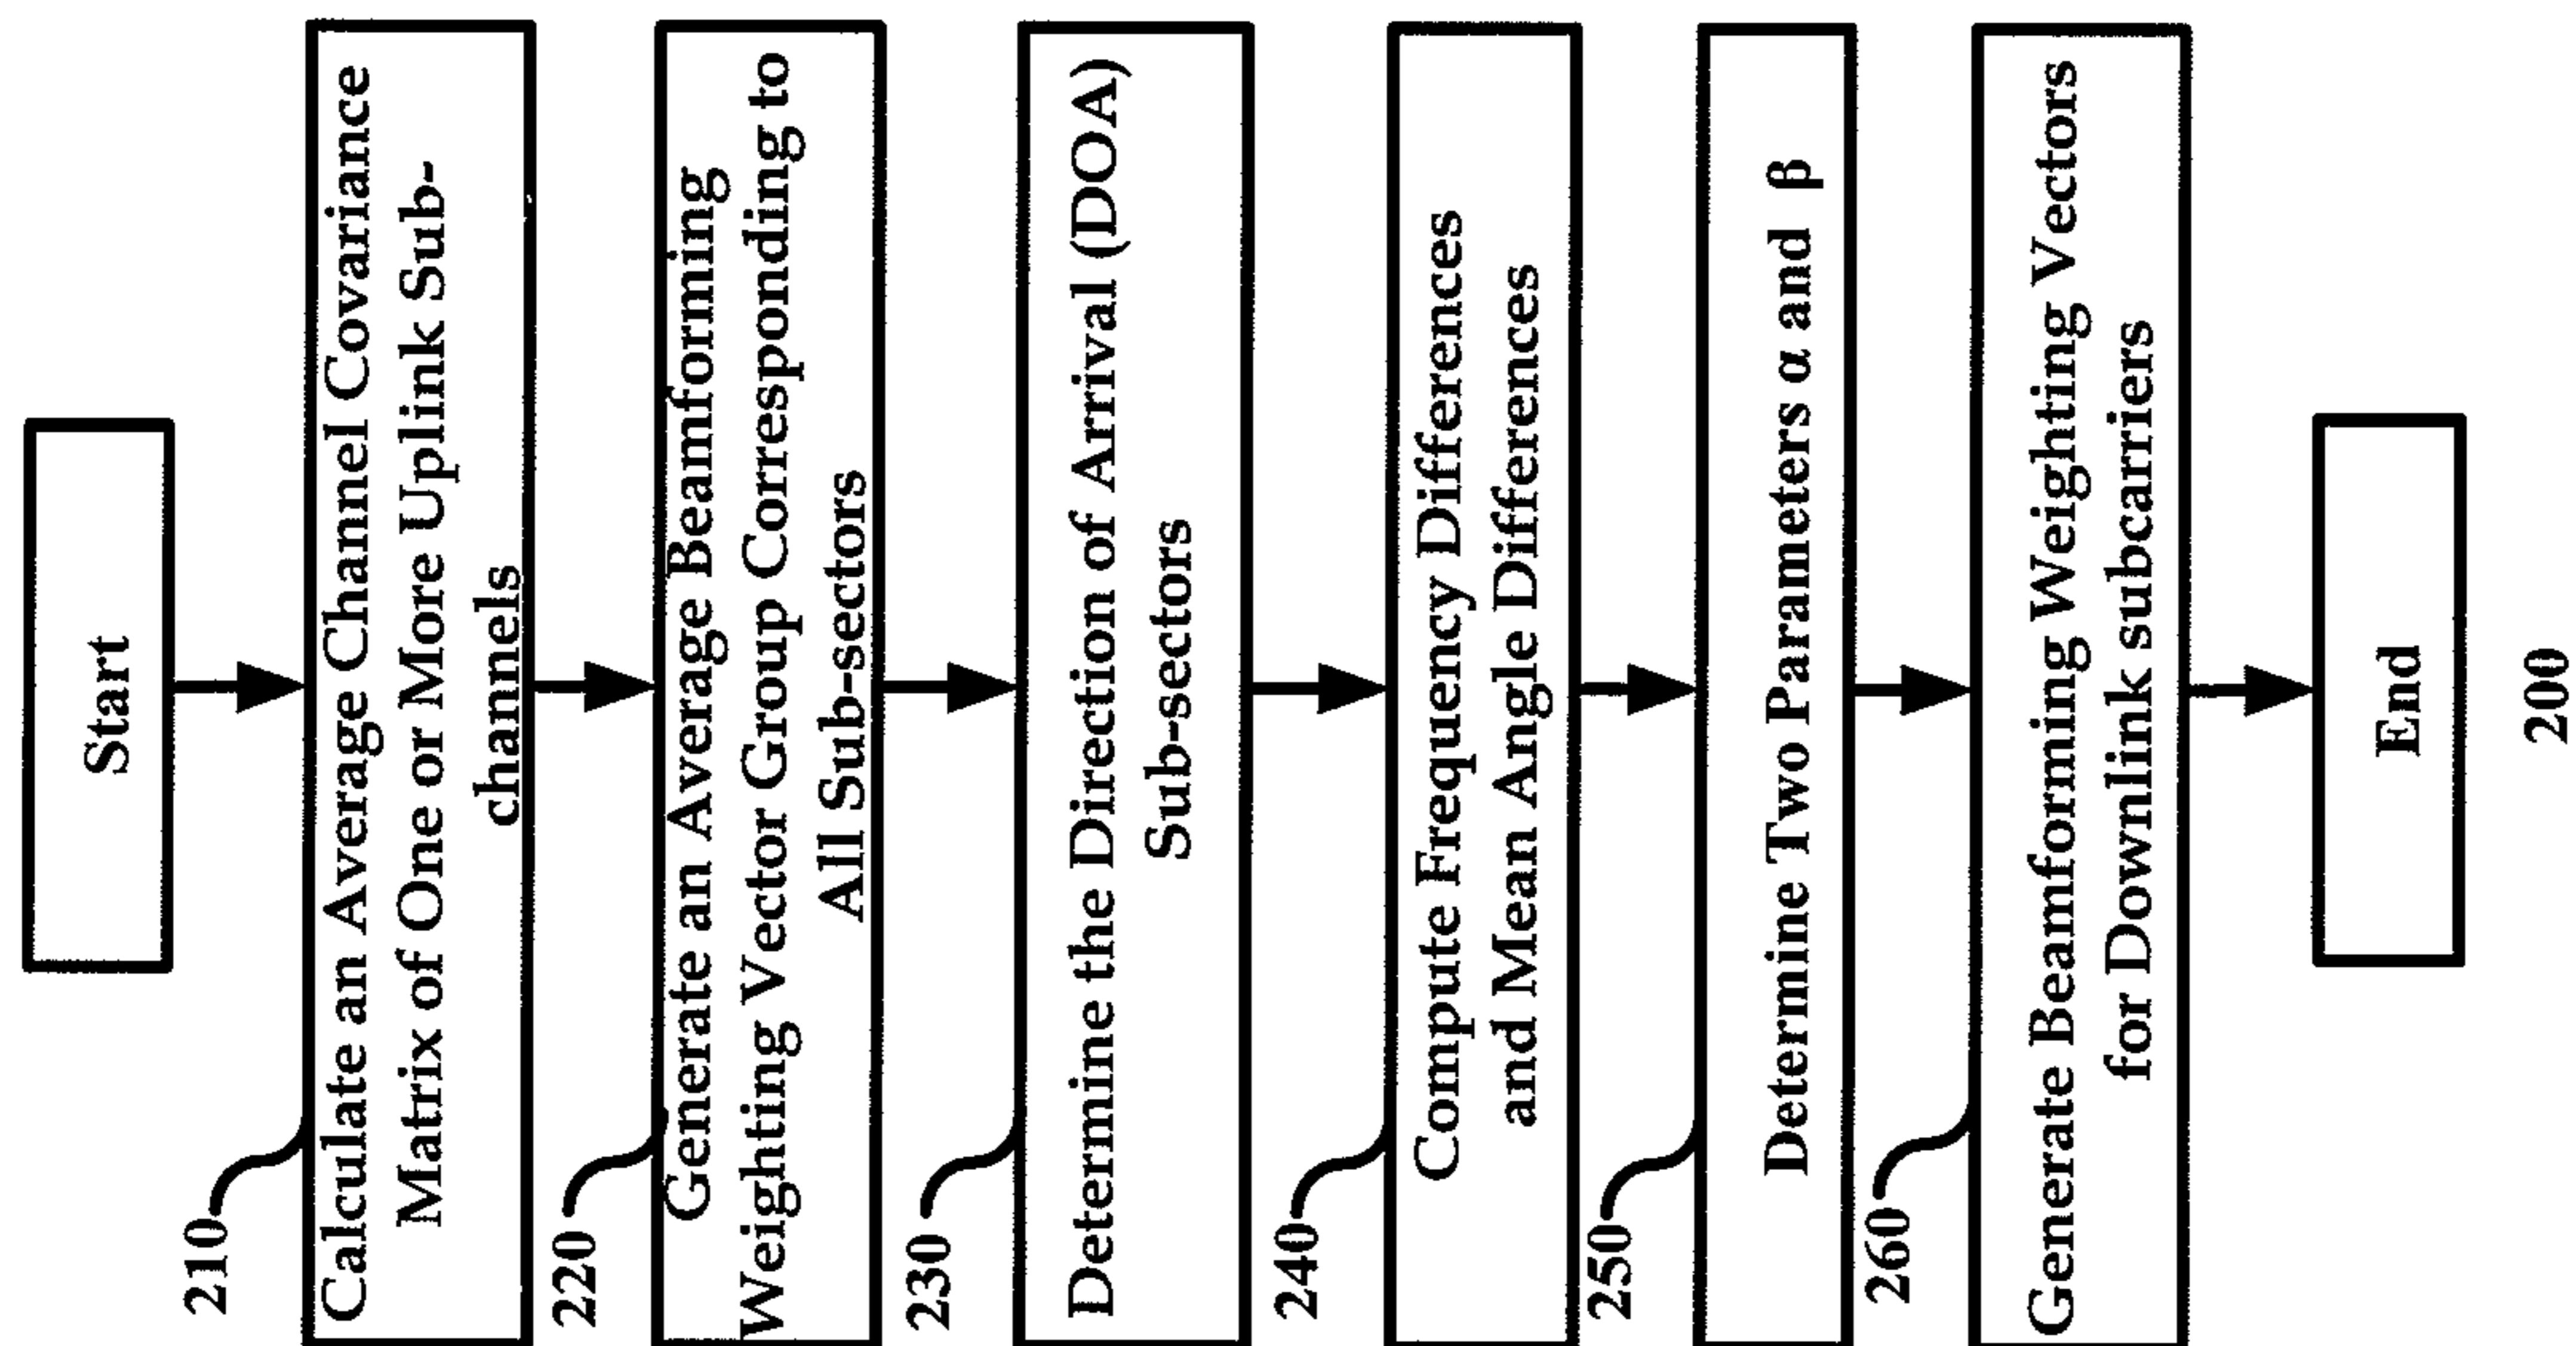 Start
210
Calculate an Average Channel Covariance
Matrix of One or More Uplink Sub-
channels
220
Generate an Average Beamforming
Weighting Vector Group Corresponding to
All Sub-sectors
230
Determine the Direction of Arrival (DOA)
Sub-sectors
240
Compute Frequency Differences
and Mean Angle Differences
250
Determine Two Parameters α and β
260
Generate Beamforming Weighting Vectors
for Downlink subcarriers
End
200